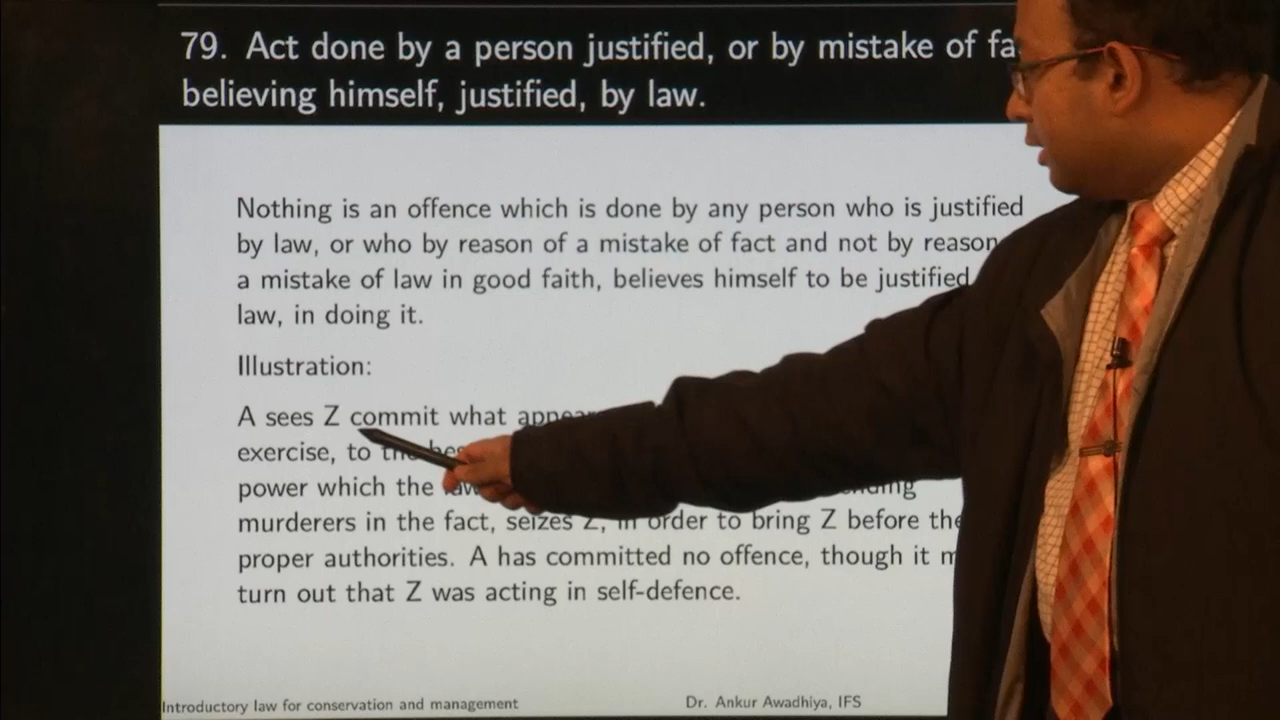 79. Act done by a person justified, or by mistake of fa
believing himself, justified, by law.
Nothing is an offence which is done by any person who is justified
by law, or who by reason of a mistake of fact and not by reason
a mistake of law in good faith, believes himself to be justified
law, in doing it.
Illustration:
A sees Z commit what appea
exercise, to the bes
power which the law
murderers in the fact, seizes Z, in order to bring Z before the
proper authorities. A has committed no offence, though it m
turn out that Z was acting in self-defence.
Introductory law for conservation and management Dr. Ankur Awadhiya, IFS